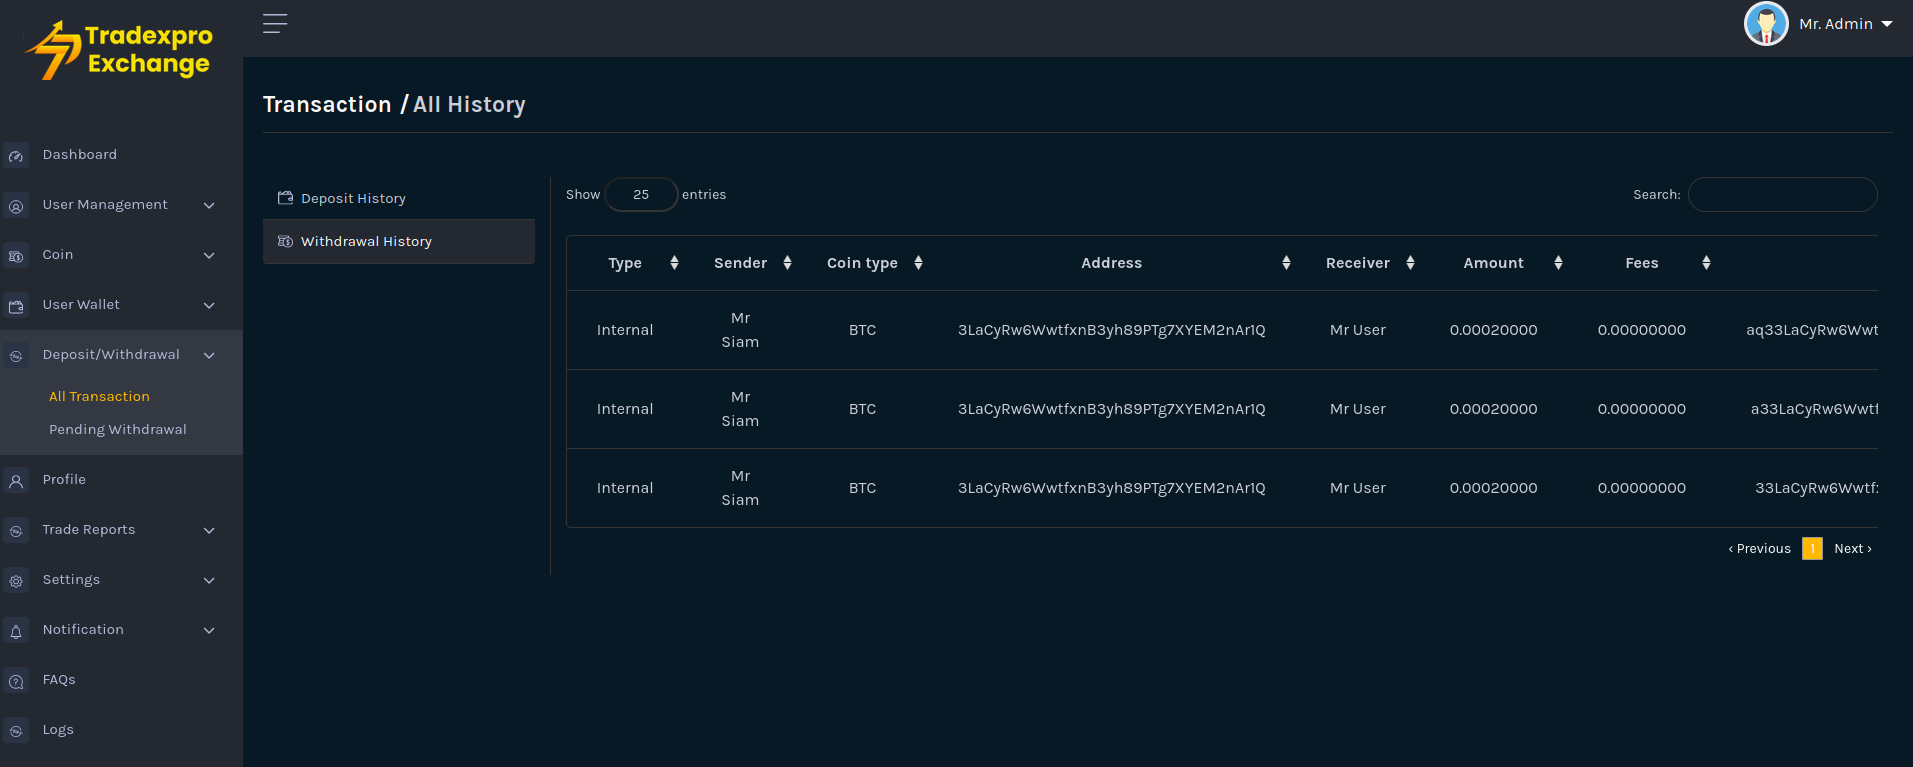 Tradexpro
Exchange
Mr. Admin
Transaction / All History
Dashboard
User Management
Coin
User Wallet
Deposit/Withdrawal
All Transaction
Pending Withdrawal
Profile
Trade Reports
Settings
Notification
FAQs
Logs
Deposit History
Withdrawal History
Show 25 entries
Search:
Type Sender Coin type Address Receiver Amount Fees
Internal Mr Siam BTC 3LaCyRw6WwtfxnB3yh89PTg7XYEM2nAr1Q Mr User 0.00020000 0.00000000 aq33LaCyRw6Wwt
Internal Mr Siam BTC 3LaCyRw6WwtfxnB3yh89PTg7XYEM2nAr1Q Mr User 0.00020000 0.00000000 a33LaCyRw6Wwtf
Internal Mr Siam BTC 3LaCyRw6WwtfxnB3yh89PTg7XYEM2nAr1Q Mr User 0.00020000 0.00000000 33LaCyRw6Wwtf
‹ Previous 1 Next ›